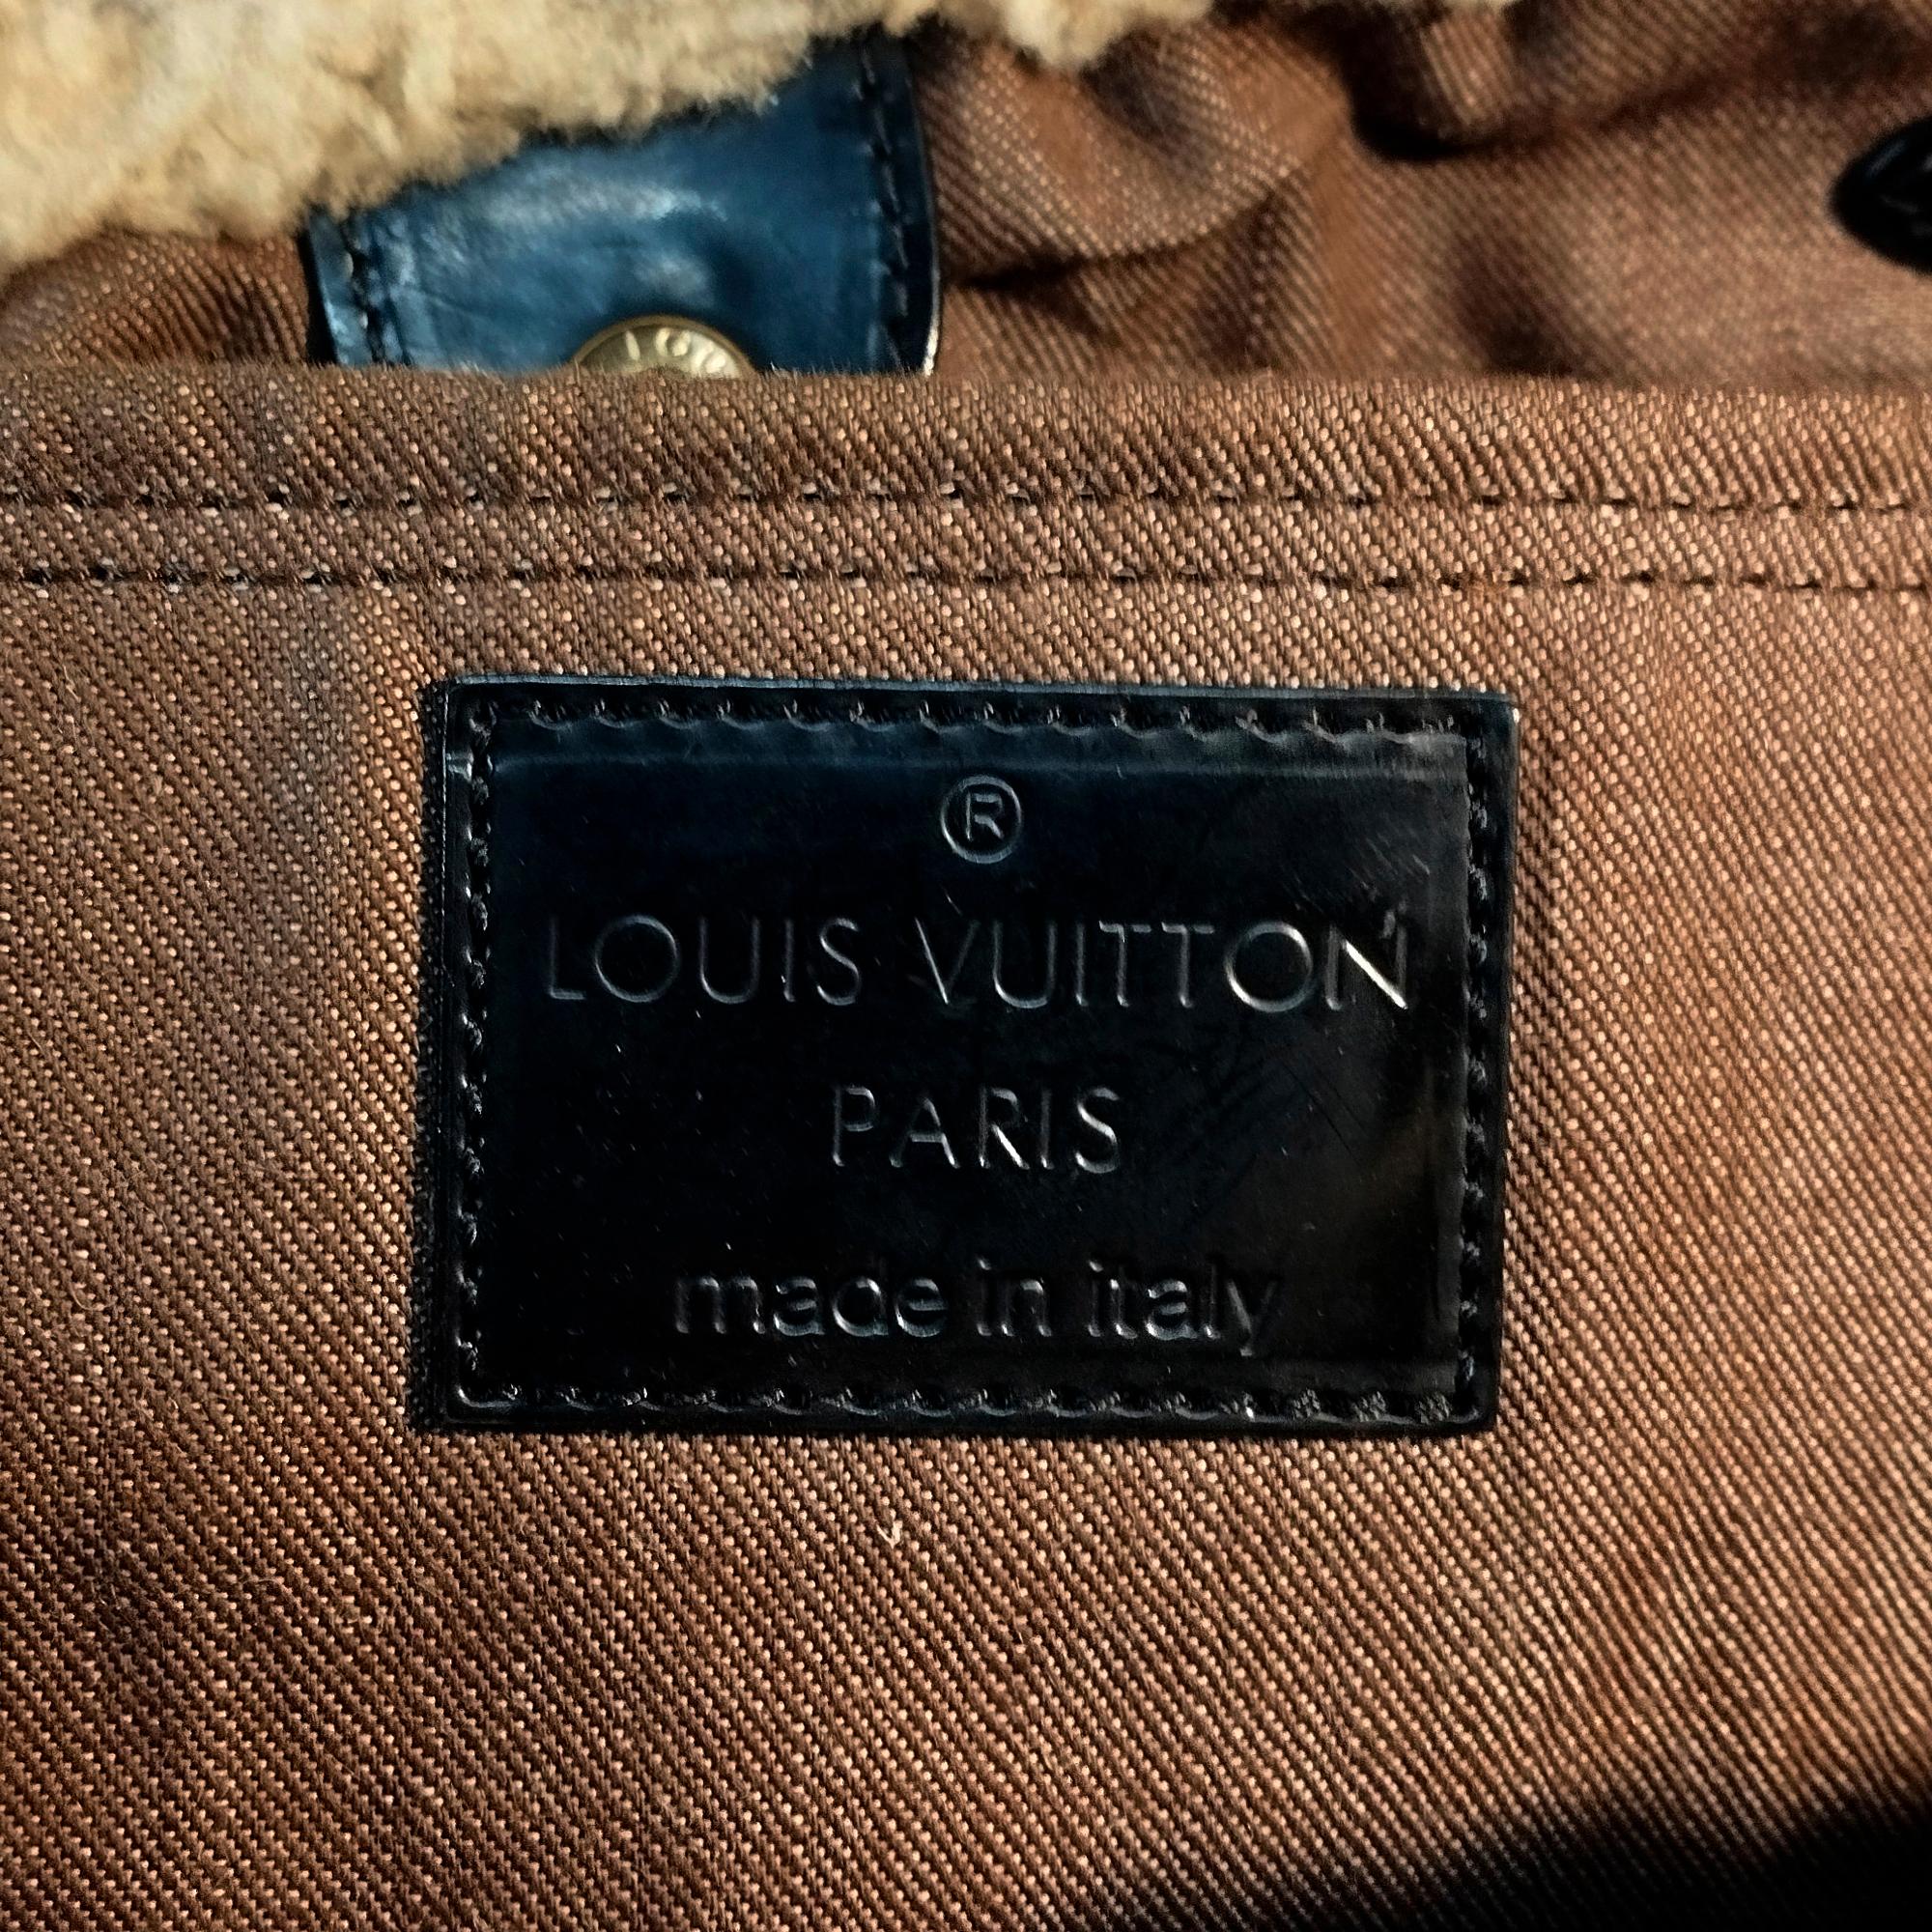 ®
LOUIS VUITTON
PARIS
made in italy